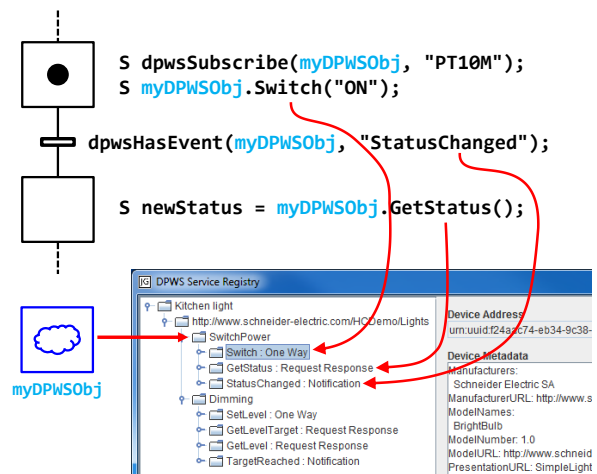 S dpwsSubscribe(myDPWSObj, "PT10M");
S myDPWSObj.Switch("ON");
dpwsHasEvent(myDPWSObj, "StatusChanged");
S newStatus = myDPWSObj.GetStatus();
myDPWSObj
IG DPWS Service Registry
Kitchen light
http://www.schneider-electric.com/HCDemo/Lights
SwitchPower
Switch : One Way
GetStatus : Request Response
StatusChanged : Notification
Dimming
SetLevel : One Way
GetLevelTarget : Request Response
GetLevel : Request Response
TargetReached : Notification
Device Address
urn:uuid:f24aac74-eb34-9c38-
Device Metadata
Manufacturers:
Schneider Electric SA
ManufacturerURL: http://www.s
ModelNames:
BrightBulb
ModelNumber: 1.0
ModelURL: http://www.schneid
PresentationURL: SimpleLight